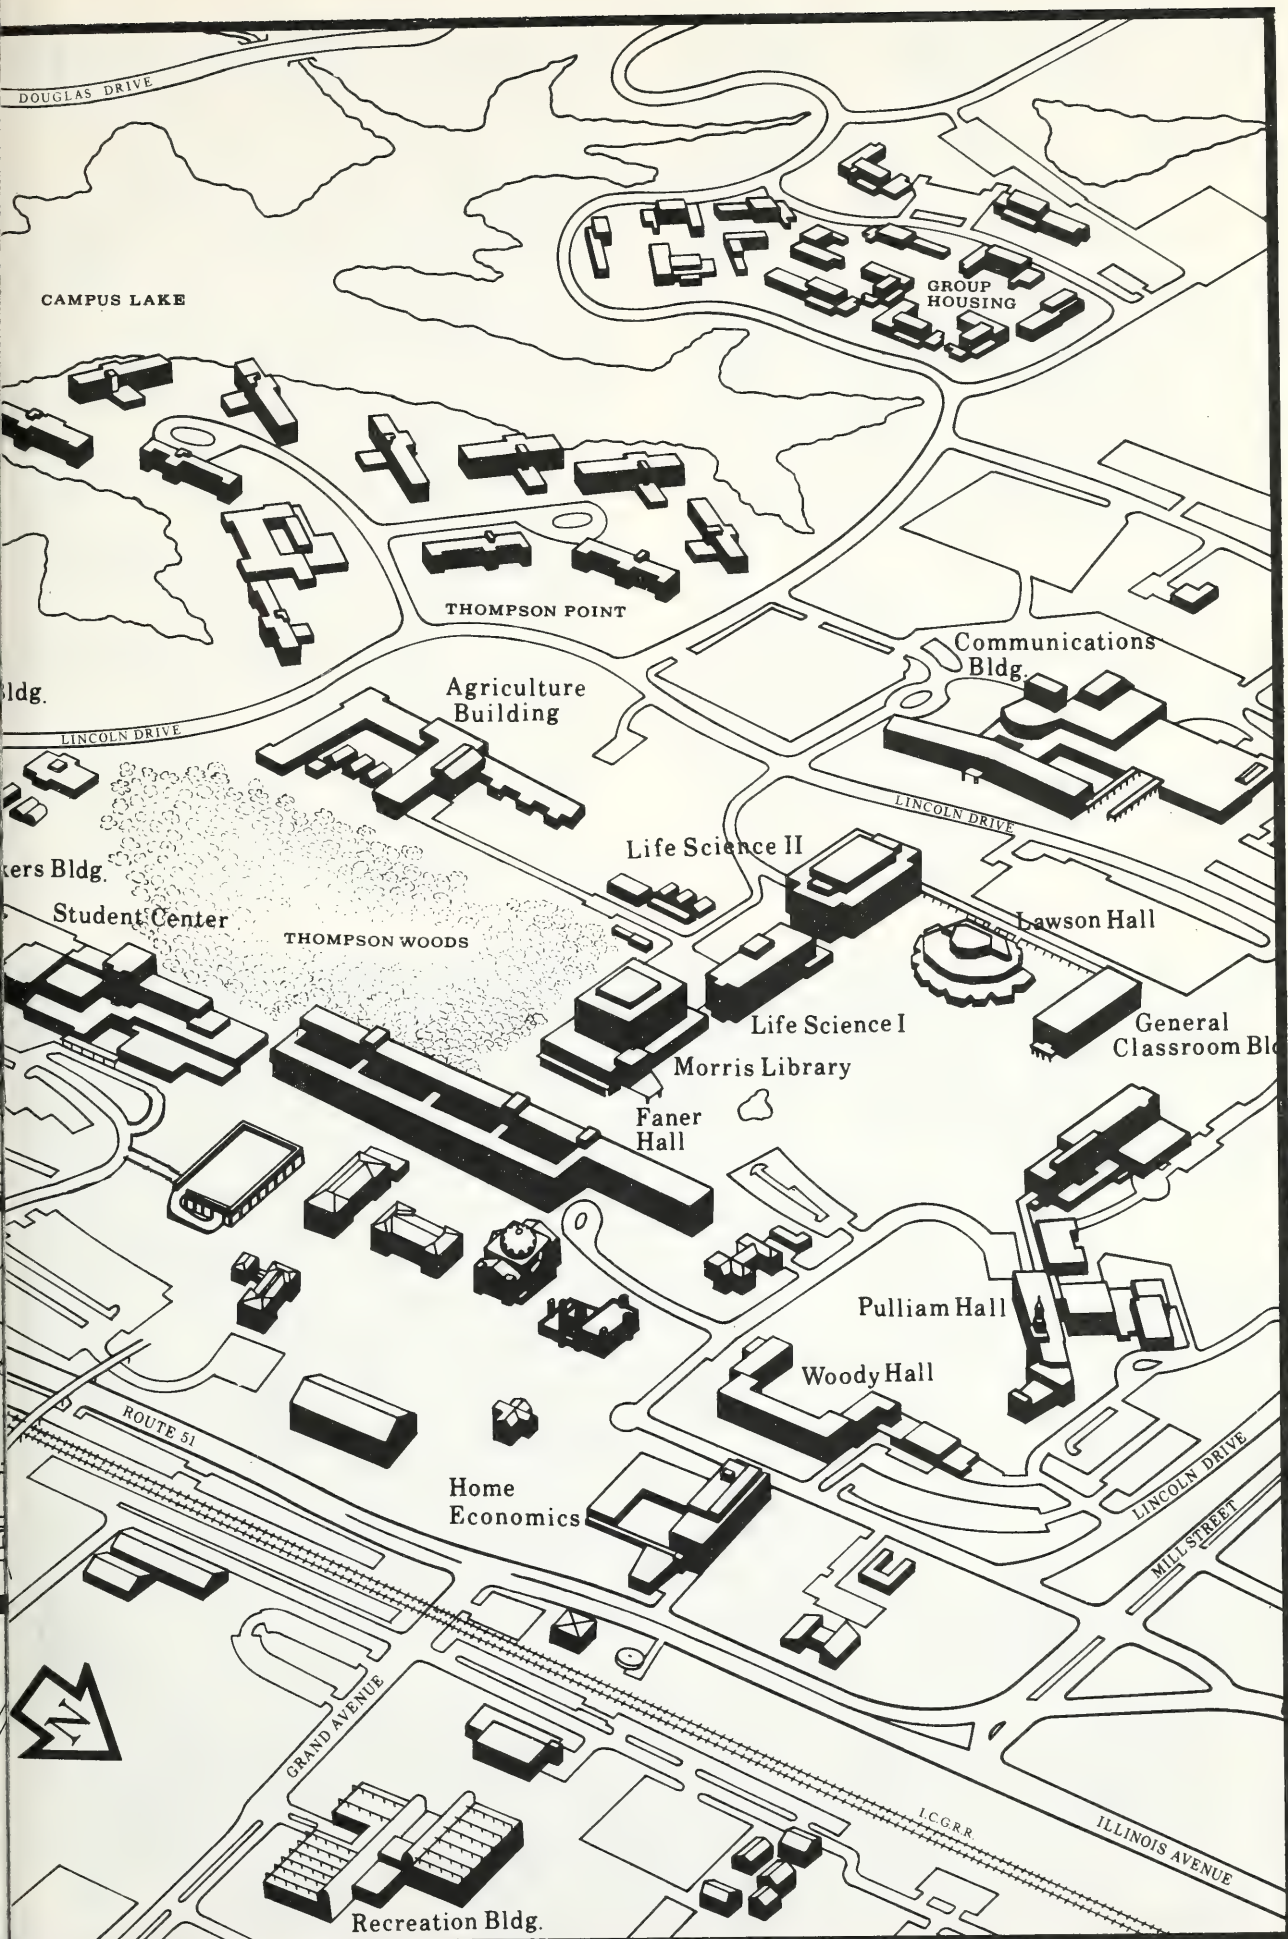 DOUGLAS DRIVE
CAMPUS LAKE
GROUP
HOUSING
THOMPSON POINT
Communications
Bldg.
ldg.
Agriculture
Building
LINCOLN DRIVE
LINCOLN DRIVE
Life Science II
kers Bldg.
Student Center
THOMPSON WOODS
Lawson Hall
Life Science I
General
Classroom Bld
Morris Library
Faner
Hall
Pulliam Hall
Woody Hall
ROUTE 51
Home
Economics
LINCOLN DRIVE
MILL STREET
N
GRAND AVENUE
I.C.G.R.R.
ILLINOIS AVENUE
Recreation Bldg.